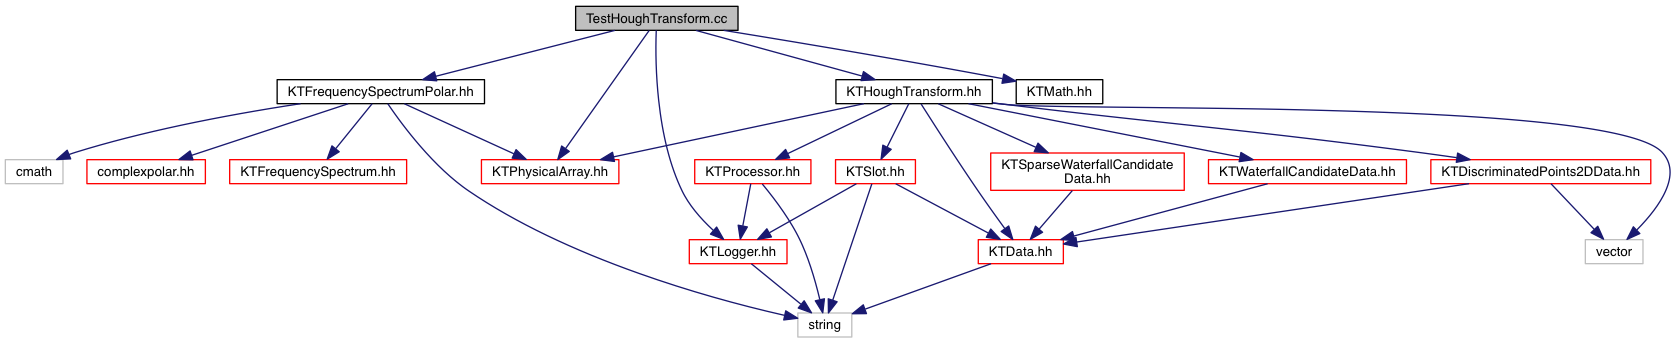 TestHoughTransform.cc
KTFrequencySpectrumPolar.hh
KTHoughTransform.hh
KTMath.hh
cmath
complexpolar.hh
KTFrequencySpectrum.hh
KTPhysicalArray.hh
KTProcessor.hh
KTSlot.hh
KTSparseWaterfallCandidate
Data.hh
KTWaterfallCandidateData.hh
KTDiscriminatedPoints2DData.hh
KTLogger.hh
KTData.hh
vector
string